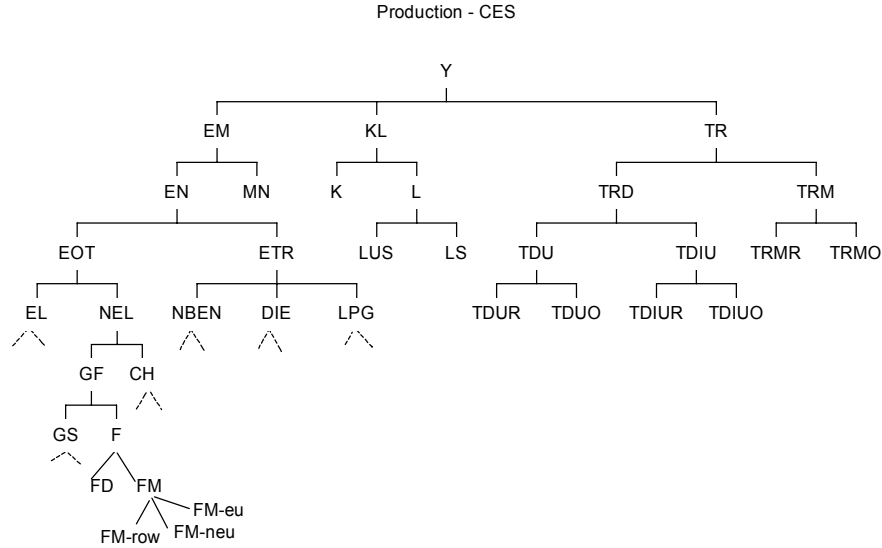 Production - CES
Y
EM KL TR
EN MN K L TRD TRM
EOT ETR LUS LS TDU TDIU TRMR TRMO
EL NEL NBEN DIE LPG TDUR TDUO TDIUR TDIUO
GF CH
GS F
FD FM
FM-eu
FM-row FM-neu